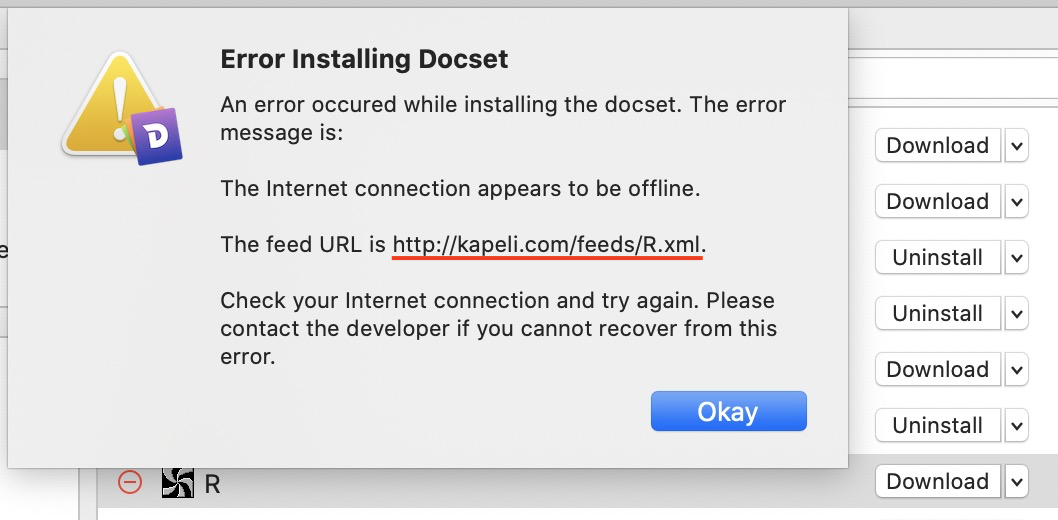 Error Installing Docset
An error occured while installing the docset. The error
message is:
The Internet connection appears to be offline.
The feed URL is http://kapeli.com/feeds/R.xml.
Check your Internet connection and try again. Please
contact the developer if you cannot recover from this
error.
Okay
Download
Download
Uninstall
Uninstall
Download
Uninstall
R
Download